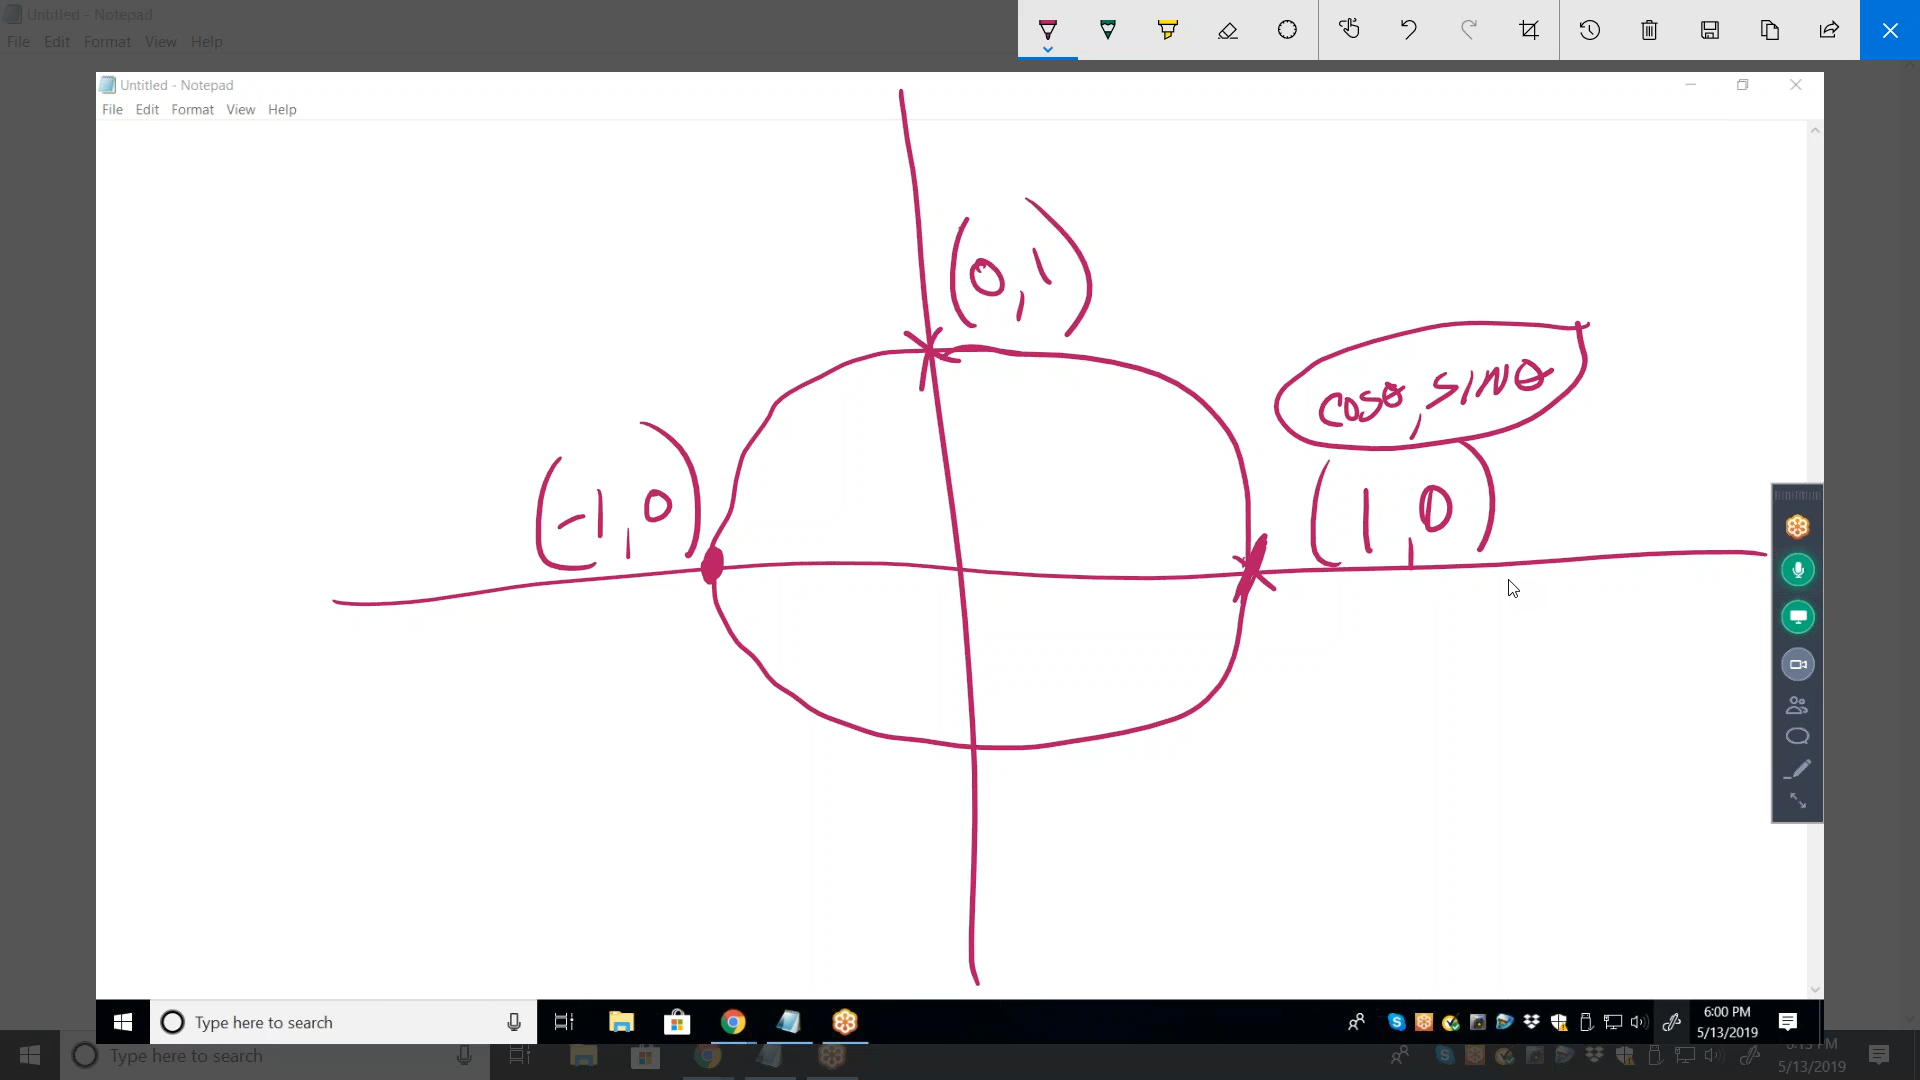 Untitled - Notepad
File Edit Format View Help
Untitled - Notepad
File Edit Format View Help
(0,1)
cosθ, SINθ
(-1,0)
(1,0)
Type here to search
6:00 PM
5/13/2019
Type here to search
PM
5/13/2019